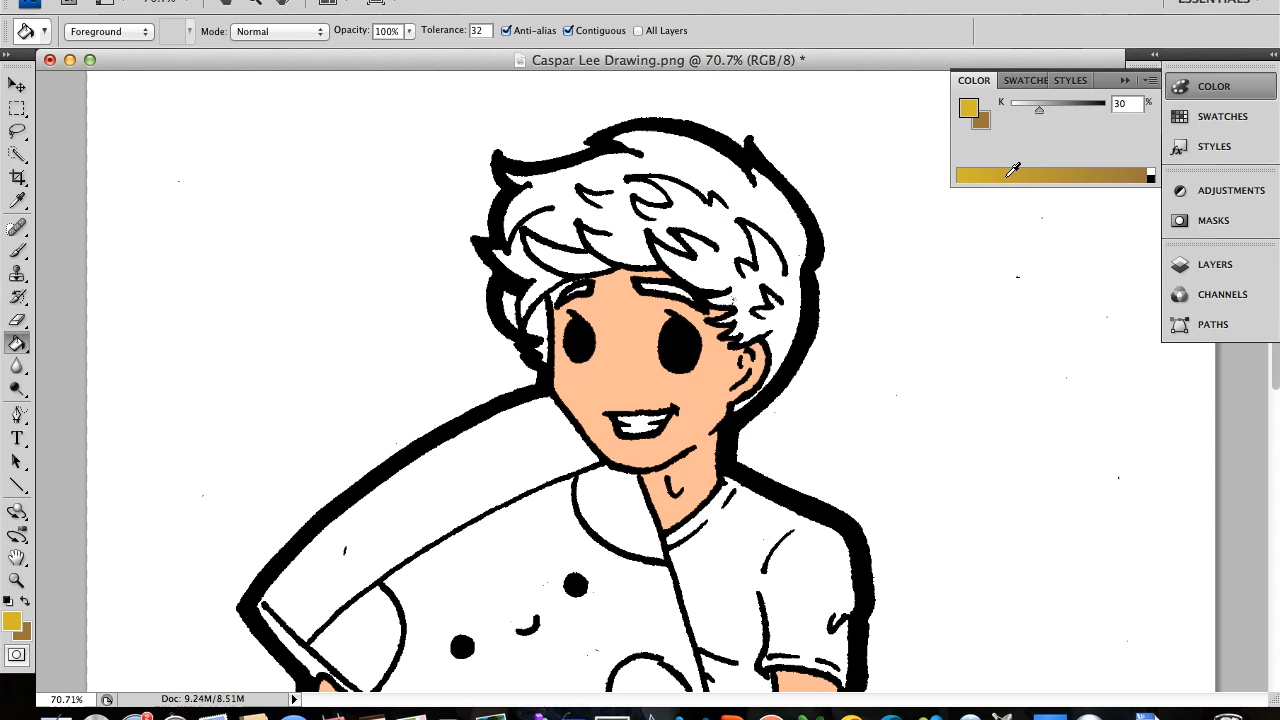 ESSENTIALS
Foreground Mode: Normal Opacity: 100% Tolerance: 32 Anti-alias Contiguous All Layers
Caspar Lee Drawing.png @ 70.7% (RGB/8) *
COLOR SWATCHE STYLES
K 30 %
COLOR
SWATCHES
STYLES
ADJUSTMENTS
MASKS
LAYERS
CHANNELS
PATHS
70.71% Doc: 9.24M/8.51M